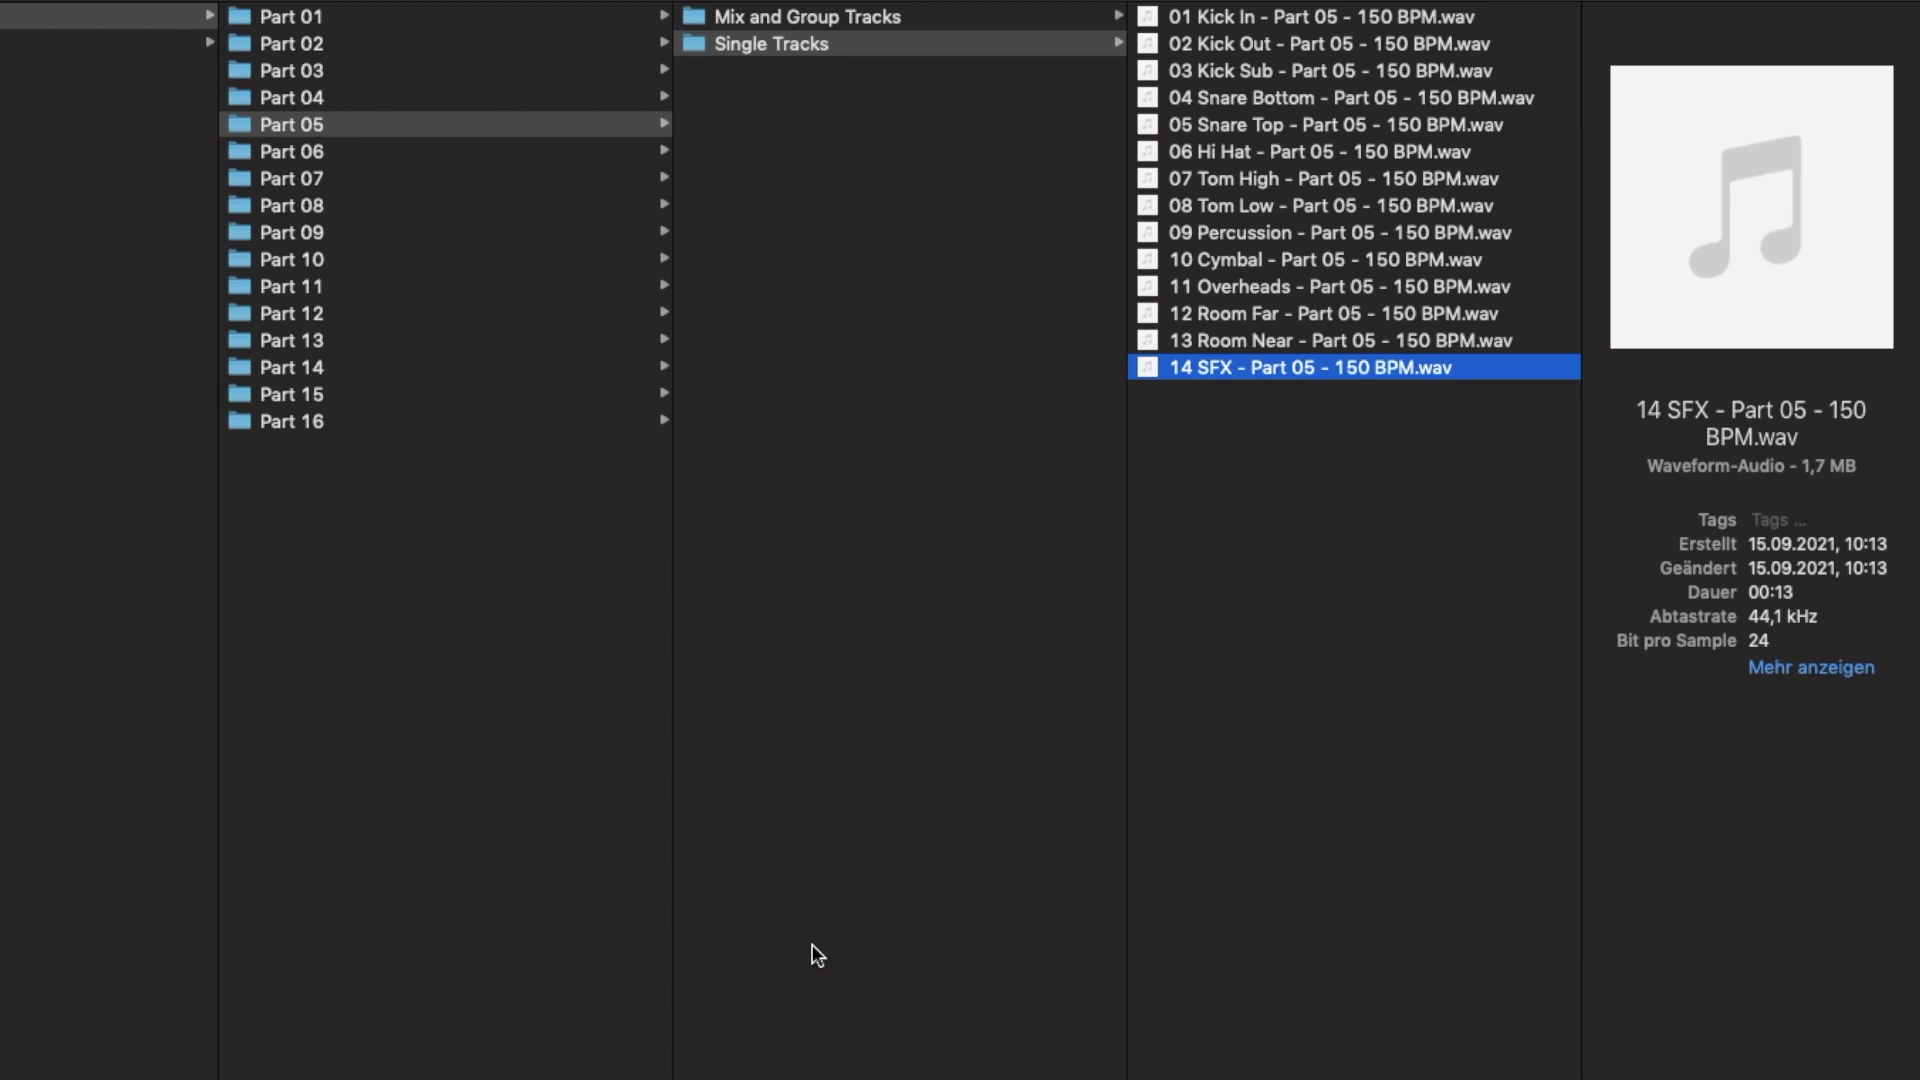 Part 01
Part 02
Part 03
Part 04
Part 05
Part 06
Part 07
Part 08
Part 09
Part 10
Part 11
Part 12
Part 13
Part 14
Part 15
Part 16
Mix and Group Tracks
Single Tracks
01 Kick In - Part 05 - 150 BPM.wav
02 Kick Out - Part 05 - 150 BPM.wav
03 Kick Sub - Part 05 - 150 BPM.wav
04 Snare Bottom - Part 05 - 150 BPM.wav
05 Snare Top - Part 05 - 150 BPM.wav
06 Hi Hat - Part 05 - 150 BPM.wav
07 Tom High - Part 05 - 150 BPM.wav
08 Tom Low - Part 05 - 150 BPM.wav
09 Percussion - Part 05 - 150 BPM.wav
10 Cymbal - Part 05 - 150 BPM.wav
11 Overheads - Part 05 - 150 BPM.wav
12 Room Far - Part 05 - 150 BPM.wav
13 Room Near - Part 05 - 150 BPM.wav
14 SFX - Part 05 - 150 BPM.wav
14 SFX - Part 05 - 150
BPM.wav
Waveform-Audio - 1,7 MB
Tags Tags ...
Erstellt 15.09.2021, 10:13
Geändert 15.09.2021, 10:13
Dauer 00:13
Abtastrate 44,1 kHz
Bit pro Sample 24
Mehr anzeigen